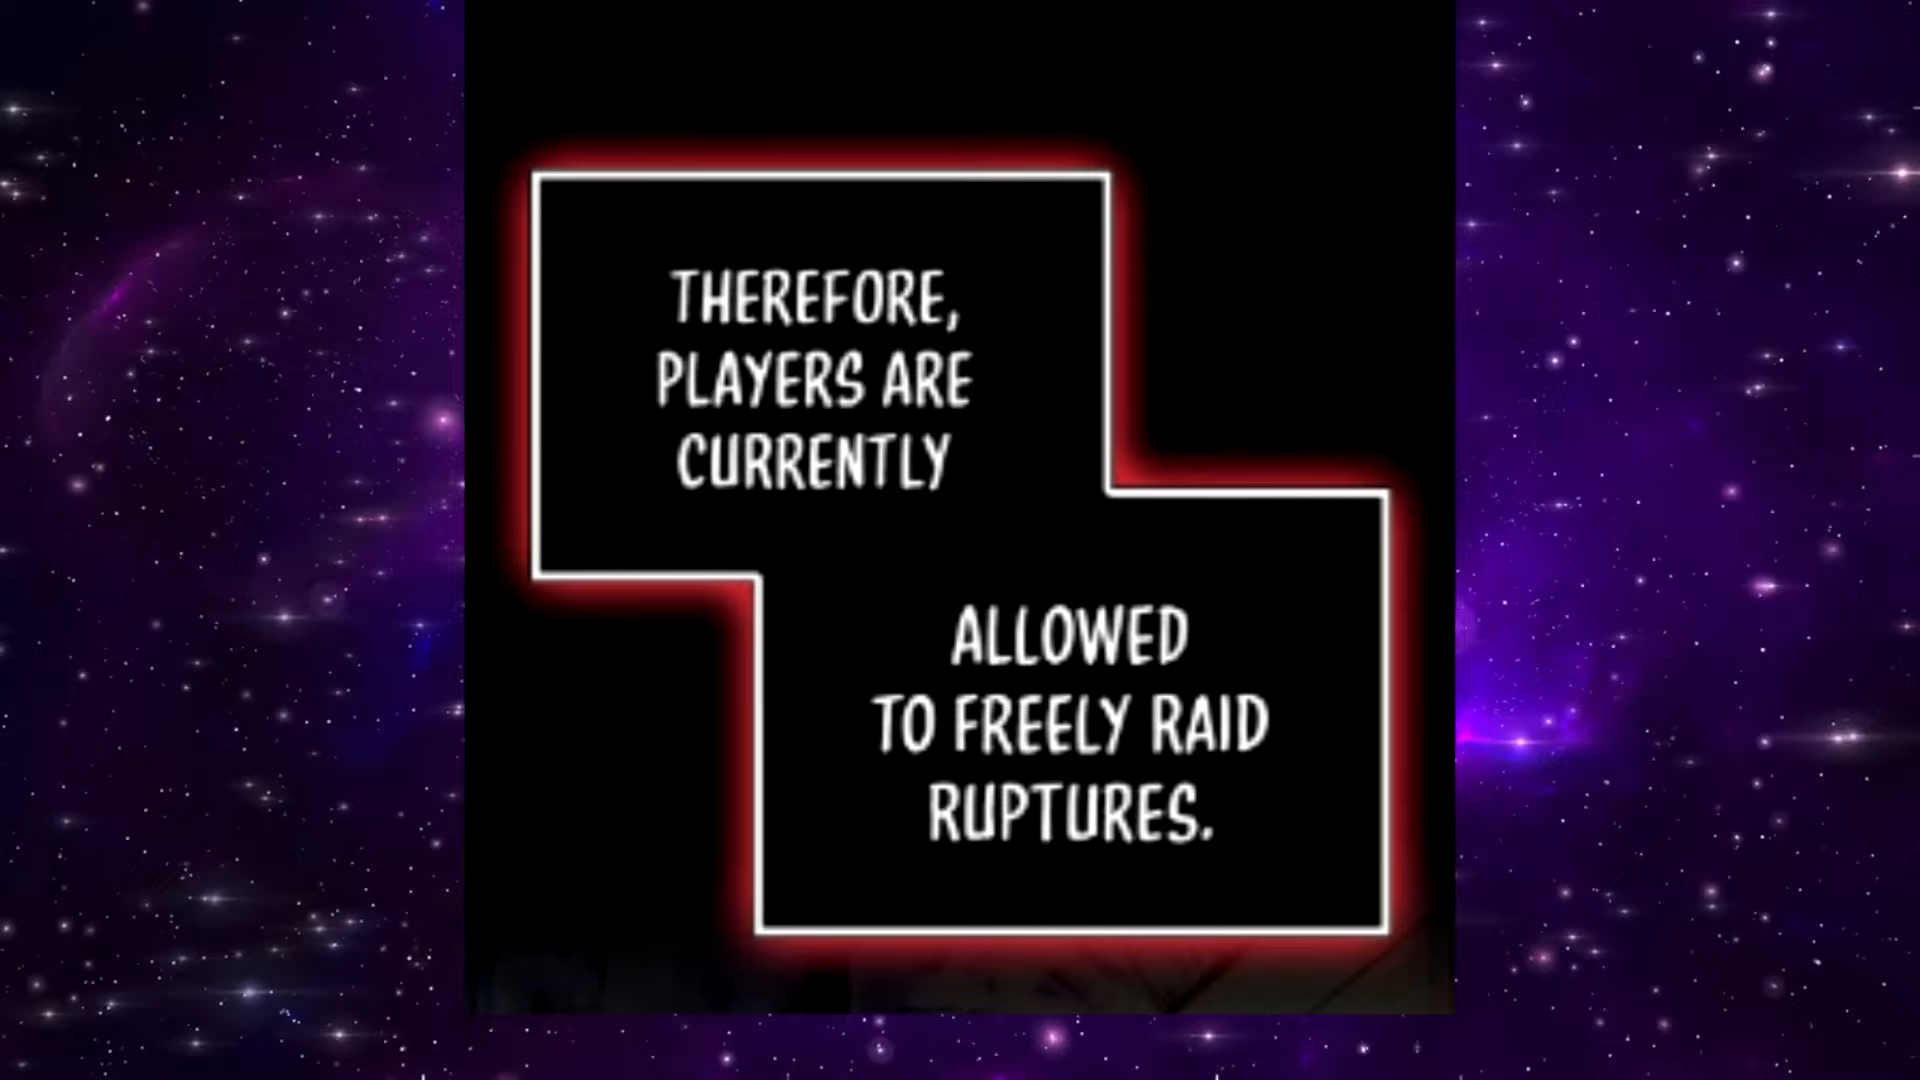 THEREFORE,
PLAYERS ARE
CURRENTLY
ALLOWED
TO FREELY RAID
RUPTURES.